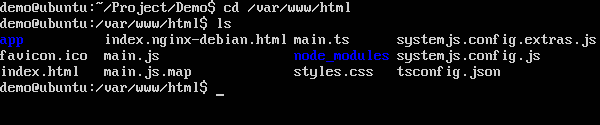 demo@ubuntu:~/Project/Demo$ cd /var/www/html
demo@ubuntu:/var/www/html$ ls
app index.nginx-debian.html main.ts systemjs.config.extras.js
favicon.ico main.js node_modules systemjs.config.js
index.html main.js.map styles.css tsconfig.json
demo@ubuntu:/var/www/html$ _